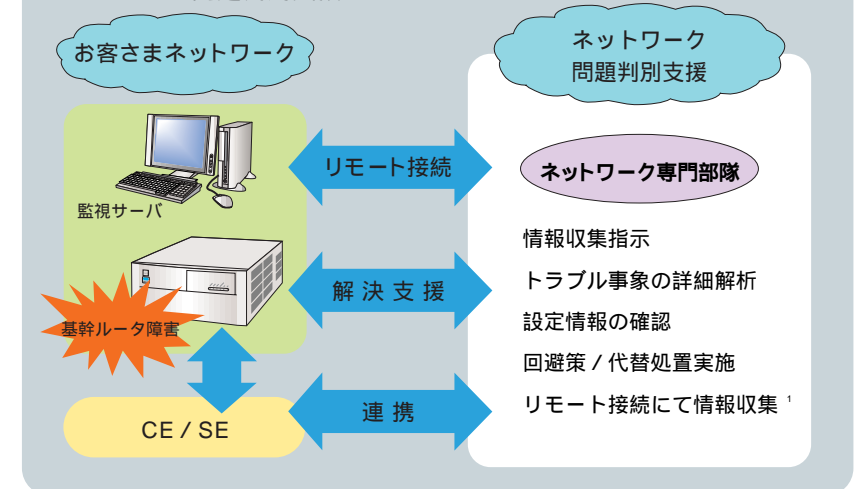 お客さまネットワーク
ネットワーク
問題判別支援
監視サーバ
基幹ルータ障害
リモート接続
解決支援
連携
CE / SE
ネットワーク専門部隊
情報収集指示
トラブル事象の詳細解析
設定情報の確認
回避策 / 代替処置実施
リモート接続にて情報収集 1